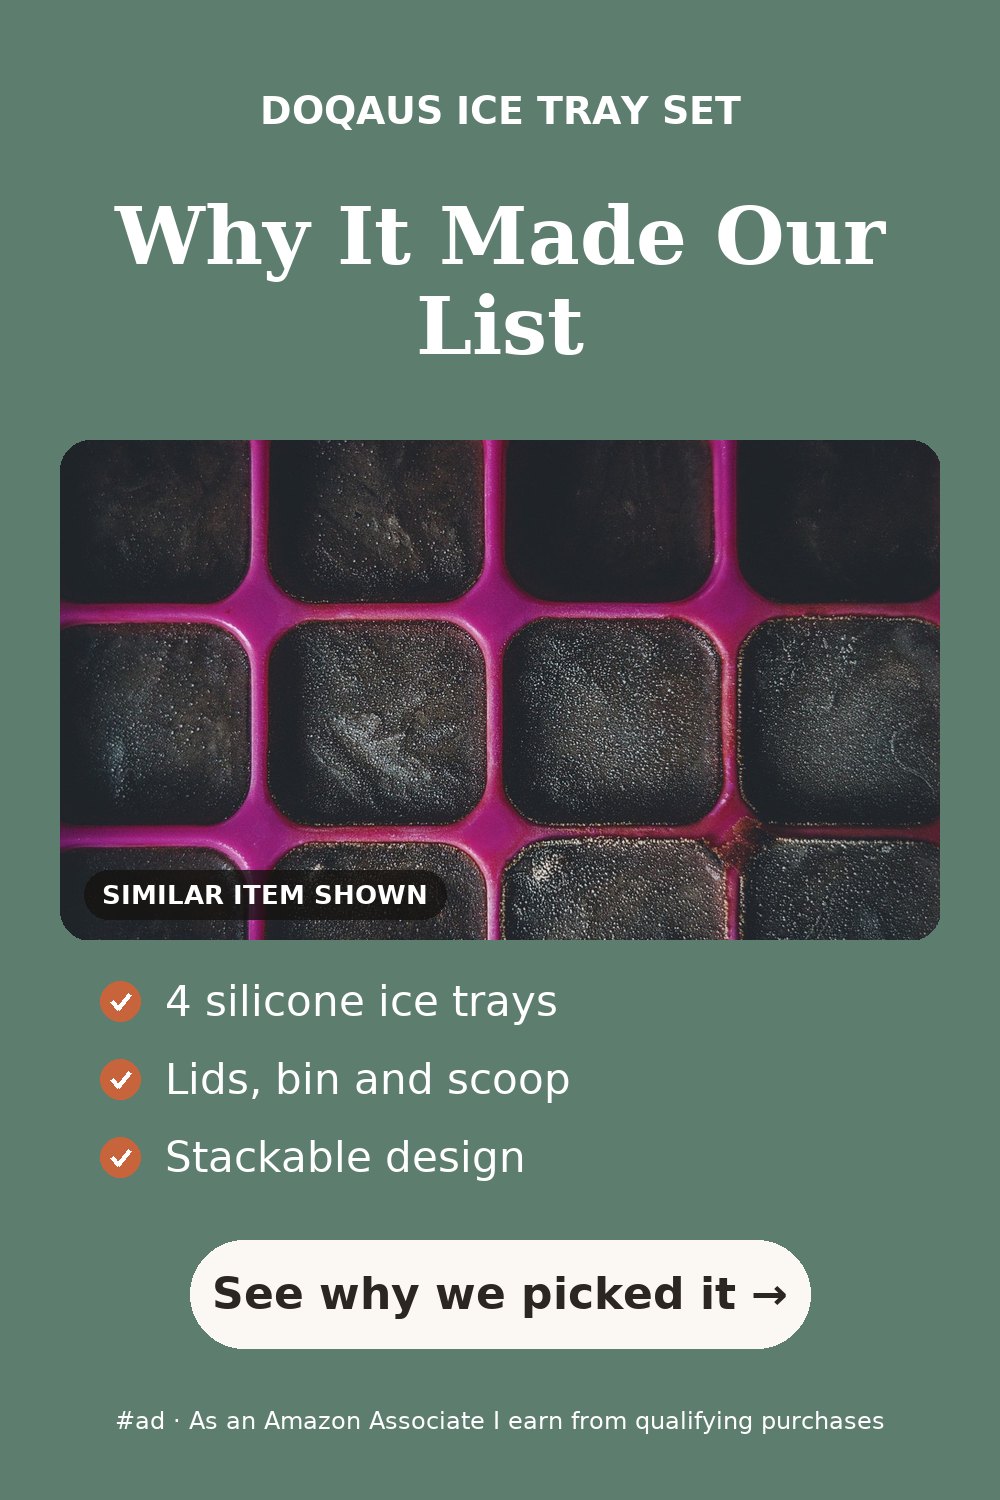 DOQAUS ICE TRAY SET
Why It Made Our
List
SIMILAR ITEM SHOWN
4 silicone ice trays
Lids, bin and scoop
Stackable design
See why we picked it →
#ad · As an Amazon Associate I earn from qualifying purchases